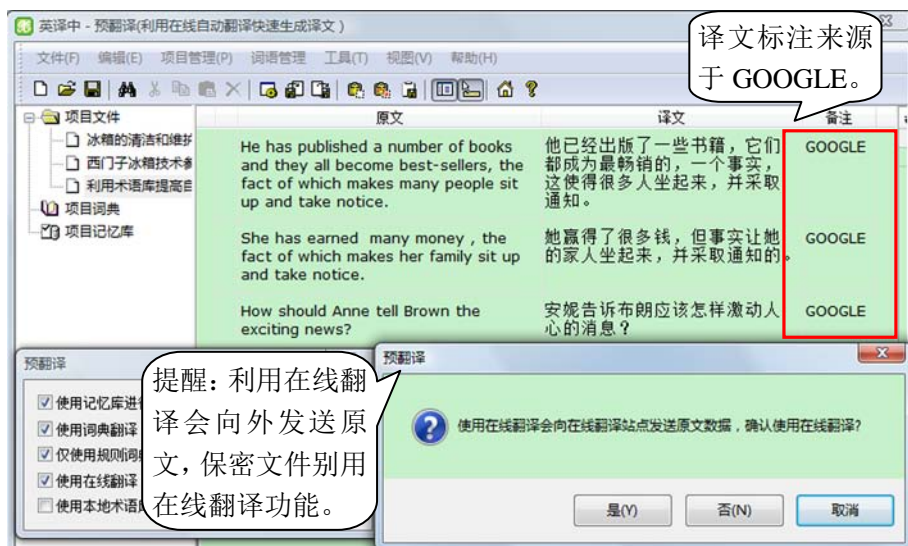 英译中 - 预翻译(利用在线自动翻译快速生成译文 )
文件(F) 编辑(E) 项目管理(P) 词语管理 工具(T) 视图(V) 帮助(H)
译文标注来源
于 GOOGLE。
原文 译文 备注
项目文件
冰箱的清洁和维护
西门子冰箱技术参
利用术语库提高自
项目词典
项目记忆库
He has published a number of books
and they all become best-sellers, the
fact of which makes many people sit
up and take notice.
他已经出版了一些书籍，它们
都成为最畅销的，一个事实，
这使得很多人坐起来，并采取
通知。
GOOGLE
She has earned many money , the
fact of which makes her family sit up
and take notice.
她赢得了很多钱，但事实让她
的家人坐起来，并采取通知的。
GOOGLE
How should Anne tell Brown the
exciting news?
安妮告诉布朗应该怎样激动人
心的消息？
GOOGLE
预翻译
使用记忆库进
使用词典翻译
仅使用规则词
使用在线翻译
使用本地术语
提醒：利用在线翻
译会向外发送原
文，保密文件别用
在线翻译功能。
预翻译
使用在线翻译会向在线翻译站点发送原文数据，确认使用在线翻译?
是(Y) 否(N) 取消